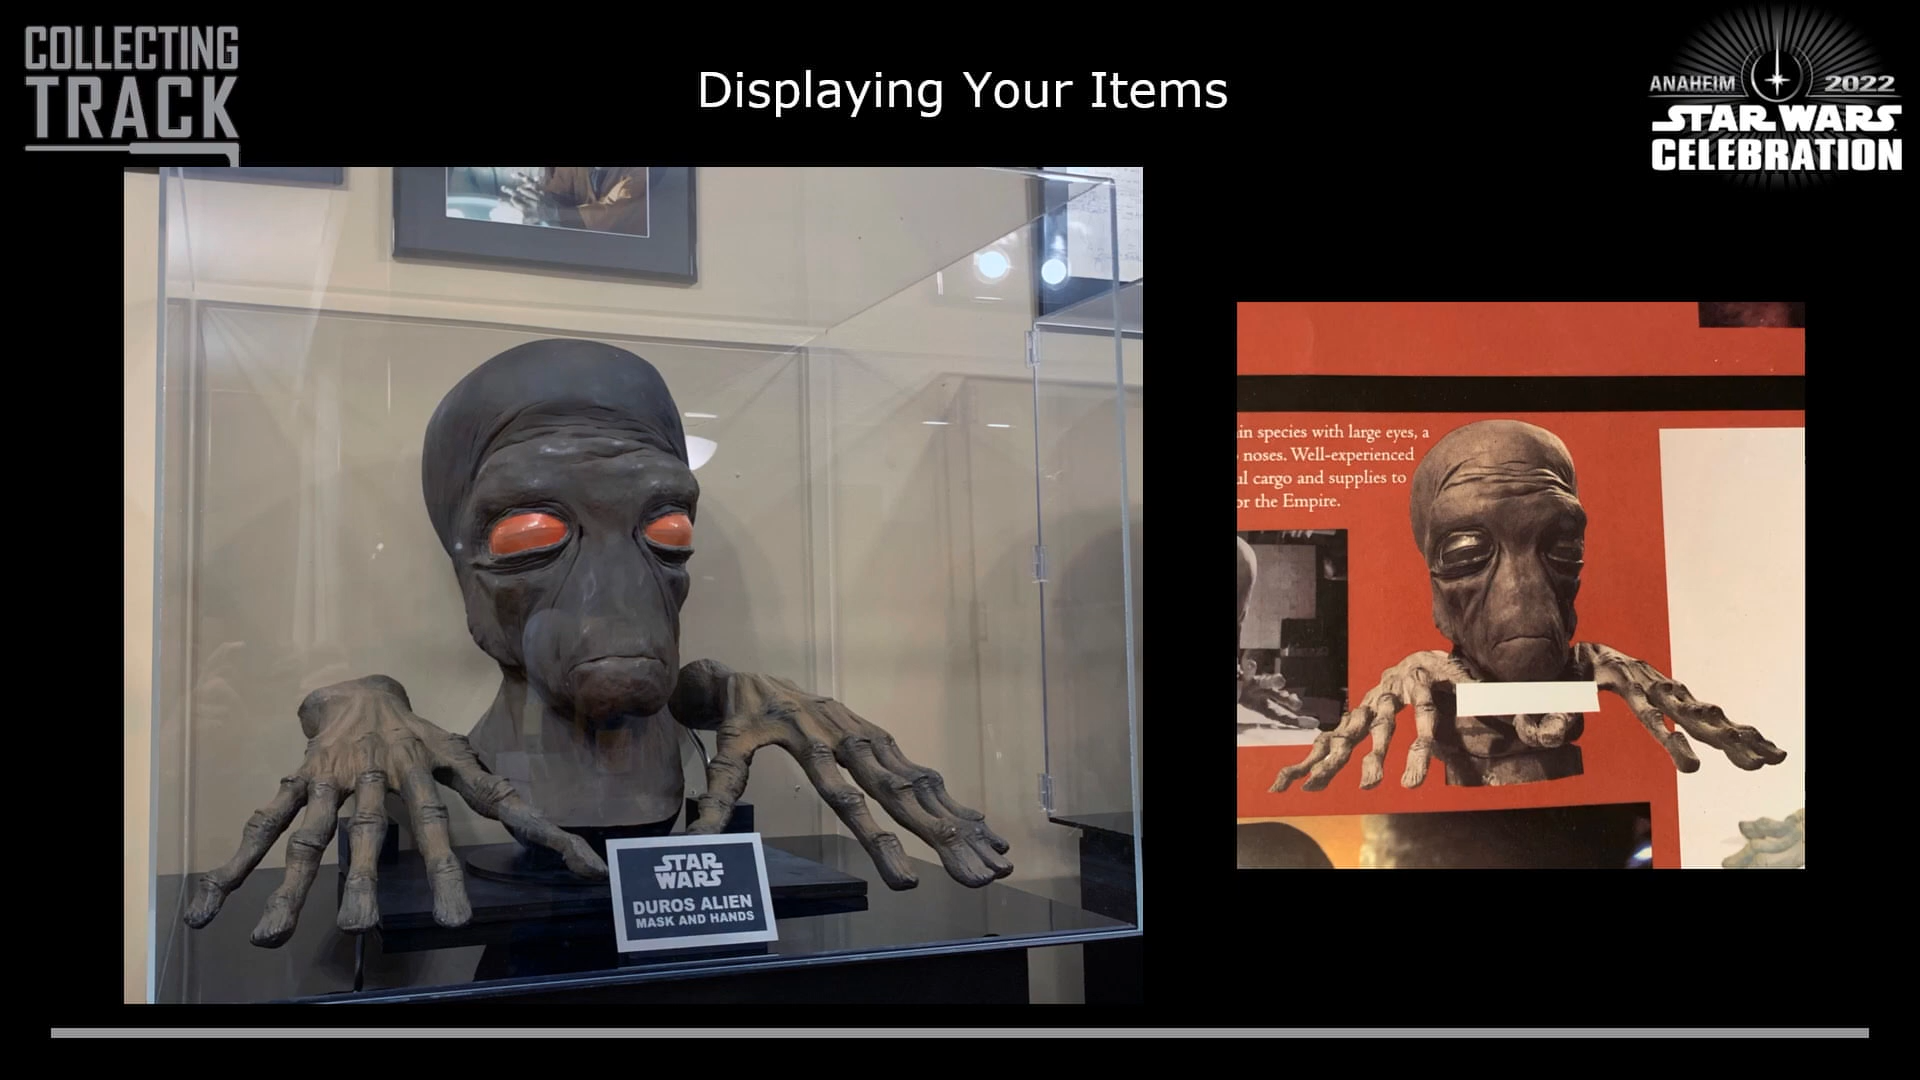 COLLECTING
TRACK
Displaying Your Items
ANAHEIM 2022
STAR WARS
CELEBRATION
STAR
WARS
DUROS ALIEN
MASK AND HANDS
in species with large eyes, a
noses. Well-experienced
cargo and supplies to
or the Empire.